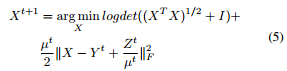 X^{t+1} = arg min_X logdet((X^T X)^{1/2} + I)+
μ^t/2 ‖X − Y^t + Z^t/μ^t‖_F^2 (5)